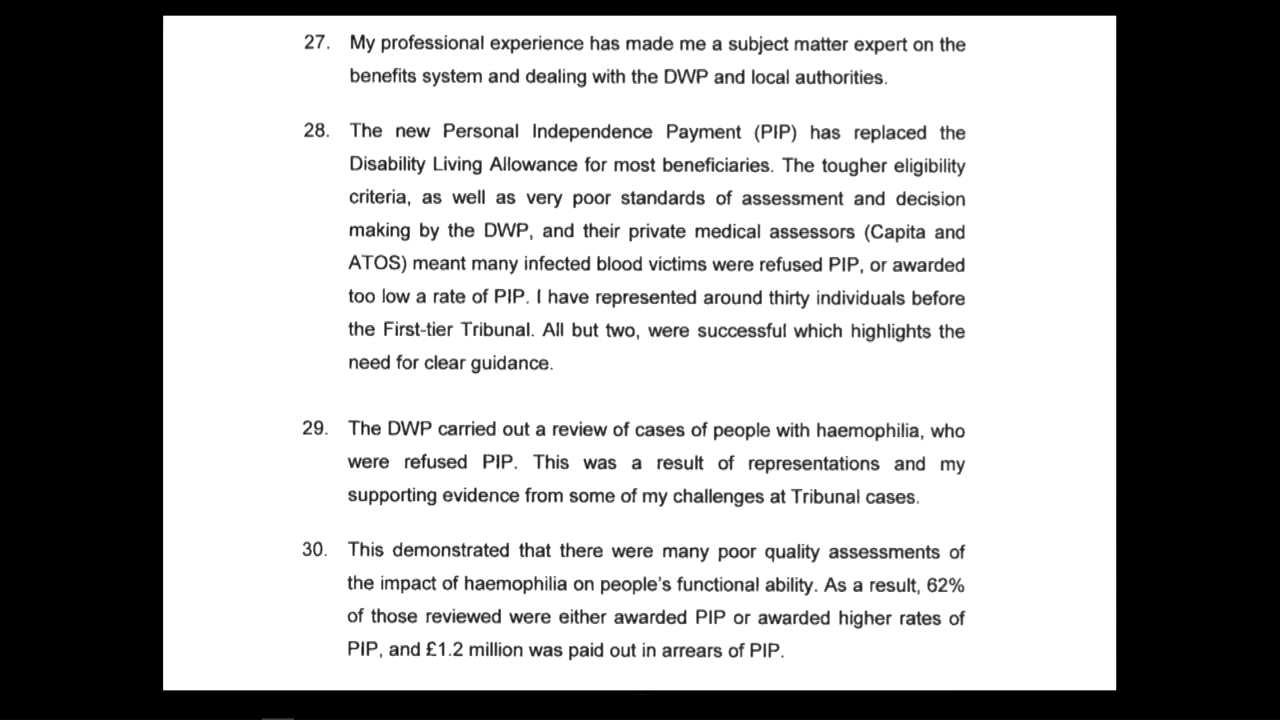 27. My professional experience has made me a subject matter expert on the
benefits system and dealing with the DWP and local authorities.
28. The new Personal Independence Payment (PIP) has replaced the
Disability Living Allowance for most beneficiaries. The tougher eligibility
criteria, as well as very poor standards of assessment and decision
making by the DWP, and their private medical assessors (Capita and
ATOS) meant many infected blood victims were refused PIP, or awarded
too low a rate of PIP. I have represented around thirty individuals before
the First-tier Tribunal. All but two, were successful which highlights the
need for clear guidance.
29. The DWP carried out a review of cases of people with haemophilia, who
were refused PIP. This was a result of representations and my
supporting evidence from some of my challenges at Tribunal cases.
30. This demonstrated that there were many poor quality assessments of
the impact of haemophilia on people's functional ability. As a result, 62%
of those reviewed were either awarded PIP or awarded higher rates of
PIP, and £1.2 million was paid out in arrears of PIP.